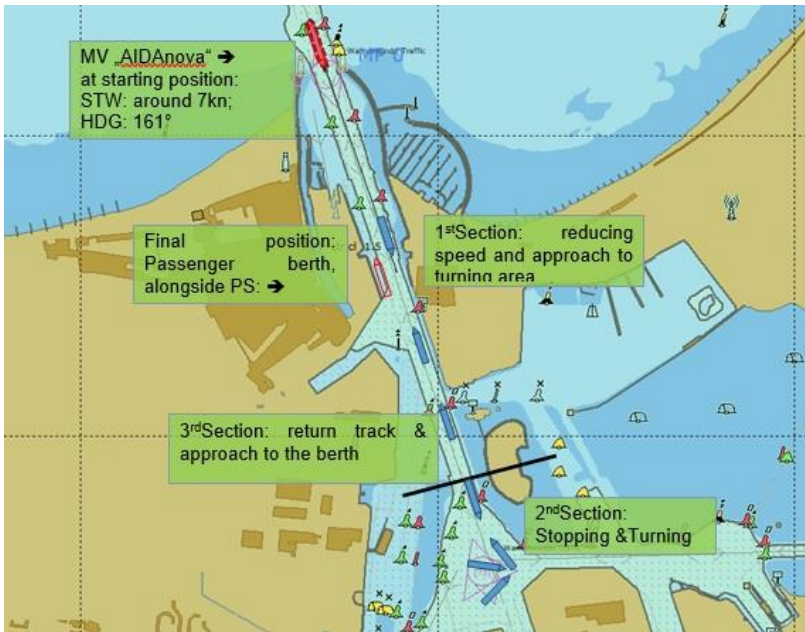 MV „AIDAnova“ ➔
at starting position:
STW: around 7kn;
HDG: 161°
Final position:
Passenger berth,
alongside PS: ➔
1stSection: reducing
speed and approach to
turning area
3rdSection: return track &
approach to the berth
2ndSection:
Stopping &Turning